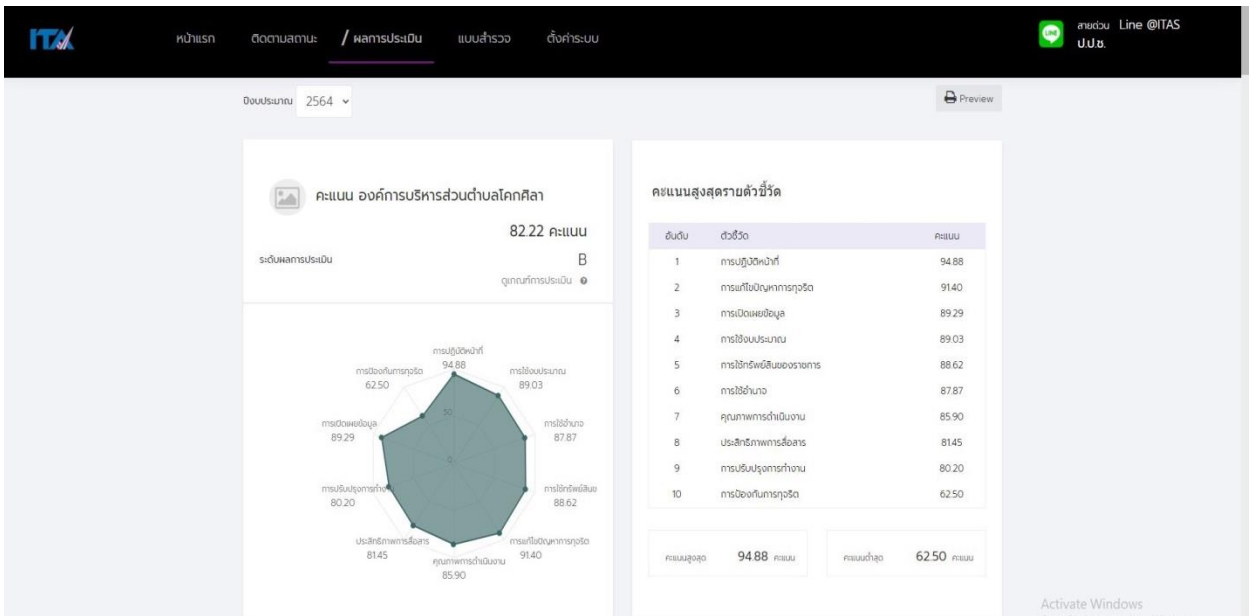 ITA
หน้าแรก ติดตามสถานะ / ผลการประเมิน แบบสำรวจ ตั้งค่าระบบ
LINE
สายด่วน Line @ITAS
ป.ป.ช.
ปีงบประมาณ 2564
Preview
คะแนน องค์การบริหารส่วนตำบลโคกศิลา
82.22 คะแนน
ระดับผลการประเมิน B
ดูเกณฑ์การประเมิน ?
การปฏิบัติหน้าที่
94.88
การใช้งบประมาณ
89.03
การใช้อำนาจ
87.87
การใช้ทรัพย์สินข
88.62
การแก้ไขปัญหาการทุจริต
91.40
คุณภาพการดำเนินงาน
85.90
ประสิทธิภาพการสื่อสาร
81.45
การปรับปรุงการทำงาน
80.20
การเปิดเผยข้อมูล
89.29
การป้องกันการทุจริต
62.50
50
0
คะแนนสูงสุดรายตัวชี้วัด
อันดับ ตัวชี้วัด คะแนน
1 การปฏิบัติหน้าที่ 94.88
2 การแก้ไขปัญหาการทุจริต 91.40
3 การเปิดเผยข้อมูล 89.29
4 การใช้งบประมาณ 89.03
5 การใช้ทรัพย์สินของราชการ 88.62
6 การใช้อำนาจ 87.87
7 คุณภาพการดำเนินงาน 85.90
8 ประสิทธิภาพการสื่อสาร 81.45
9 การปรับปรุงการทำงาน 80.20
10 การป้องกันการทุจริต 62.50
คะแนนสูงสุด 94.88 คะแนน คะแนนต่ำสุด 62.50 คะแนน
Activate Windows